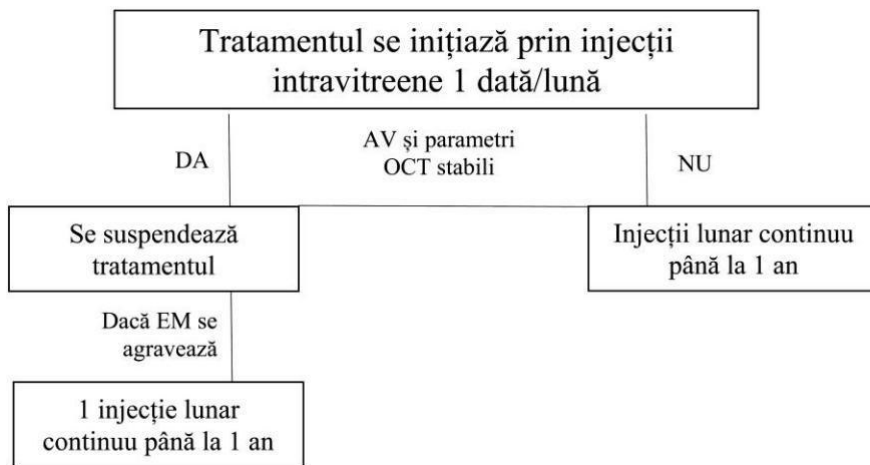 Tratamentul se inițiază prin injecții
intravitreene 1 dată/lună
DA
AV și parametri
OCT stabili
NU
Se suspendează
tratamentul
Injecții lunar continuu
până la 1 an
Dacă EM se
agravează
1 injecție lunar
continuu până la 1 an